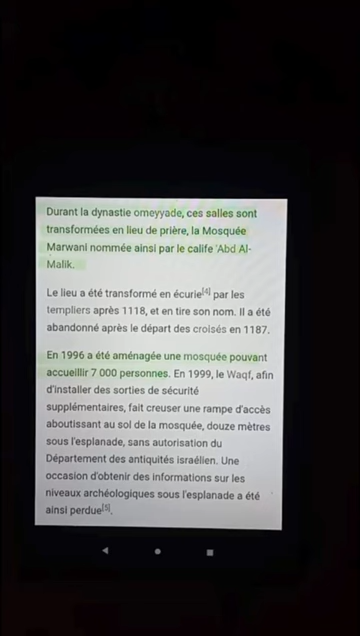 Durant la dynastie omeyyade, ces salles sont
transformées en lieu de prière, la Mosquée
Marwani nommée ainsi par le calife 'Abd Al-
Malik.
Le lieu a été transformé en écurie[4] par les
templiers après 1118, et en tire son nom. Il a été
abandonné après le départ des croisés en 1187.
En 1996 a été aménagée une mosquée pouvant
accueillir 7 000 personnes. En 1999, le Waqf, afin
d'installer des sorties de sécurité
supplémentaires, fait creuser une rampe d'accès
aboutissant au sol de la mosquée, douze mètres
sous l'esplanade, sans autorisation du
Département des antiquités israélien. Une
occasion d'obtenir des informations sur les
niveaux archéologiques sous l'esplanade a été
ainsi perdue[5].